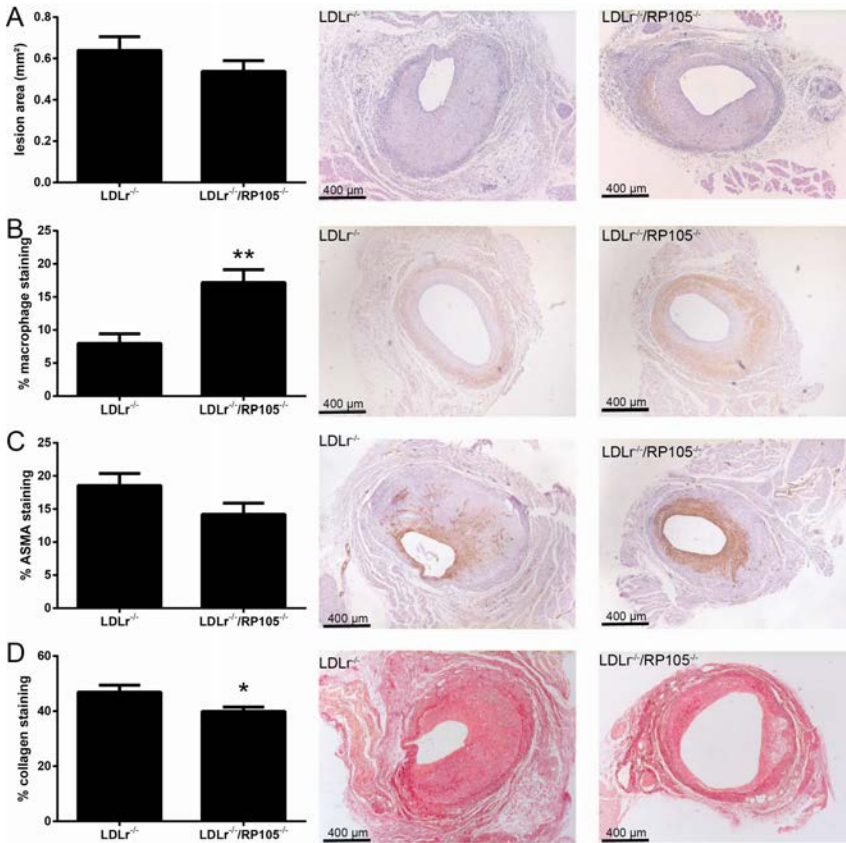 A
lesion area (mm²)
0.8
0.6
0.4
0.2
0.0
LDLr⁻/⁻
LDLr⁻/⁻/RP105⁻/⁻
LDLr⁻/⁻
400 µm
LDLr⁻/⁻/RP105⁻/⁻
400 µm
B
% macrophage staining
25
20
15
10
5
0
**
LDLr⁻/⁻
LDLr⁻/⁻/RP105⁻/⁻
LDLr⁻/⁻
400 µm
LDLr⁻/⁻/RP105⁻/⁻
400 µm
C
% ASMA staining
25
20
15
10
5
0
LDLr⁻/⁻
LDLr⁻/⁻/RP105⁻/⁻
LDLr⁻/⁻
400 µm
LDLr⁻/⁻/RP105⁻/⁻
400 µm
D
% collagen staining
60
40
20
0
*
LDLr⁻/⁻
LDLr⁻/⁻/RP105⁻/⁻
LDLr⁻/⁻
400 µm
LDLr⁻/⁻/RP105⁻/⁻
400 µm